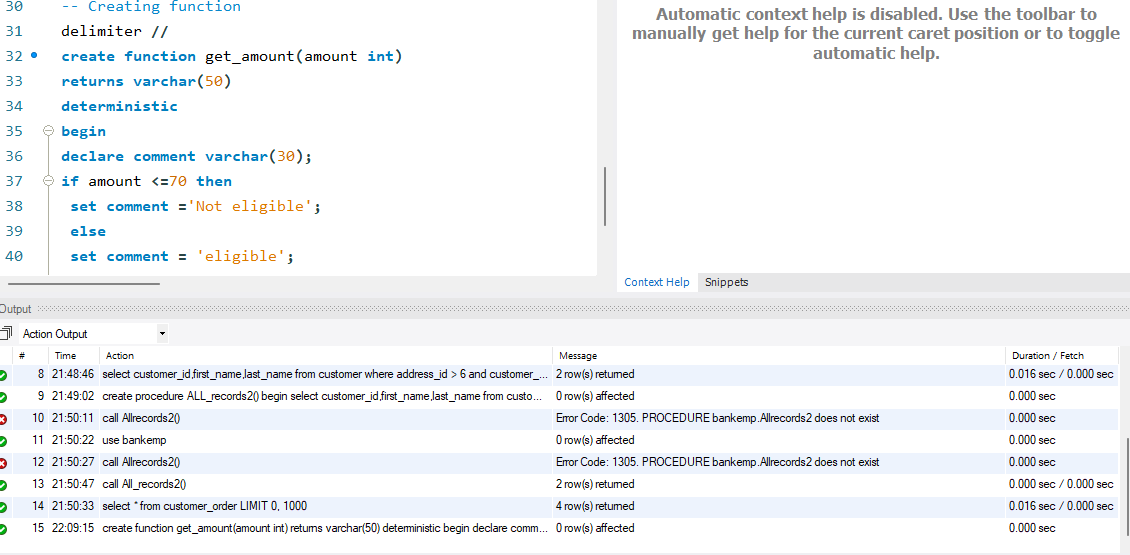 30 -- Creating function
31 delimiter //
32 create function get_amount(amount int)
33 returns varchar(50)
34 deterministic
35 begin
36 declare comment varchar(30);
37 if amount <=70 then
38 set comment ='Not eligible';
39 else
40 set comment = 'eligible';
Automatic context help is disabled. Use the toolbar to
manually get help for the current caret position or to toggle
automatic help.
Context Help Snippets
Output
Action Output
# Time Action Message Duration / Fetch
8 21:48:46 select customer_id,first_name,last_name from customer where address_id > 6 and customer_... 2 row(s) returned 0.016 sec / 0.000 sec
9 21:49:02 create procedure ALL_records2() begin select customer_id,first_name,last_name from custo... 0 row(s) affected 0.000 sec
10 21:50:11 call Allrecords2() Error Code: 1305. PROCEDURE bankemp.Allrecords2 does not exist 0.000 sec
11 21:50:22 use bankemp 0 row(s) affected 0.000 sec
12 21:50:27 call Allrecords2() Error Code: 1305. PROCEDURE bankemp.Allrecords2 does not exist 0.000 sec
13 21:50:47 call All_records2() 2 row(s) returned 0.000 sec / 0.000 sec
14 21:50:33 select * from customer_order LIMIT 0, 1000 4 row(s) returned 0.016 sec / 0.000 sec
15 22:09:15 create function get_amount(amount int) returns varchar(50) deterministic begin declare comm... 0 row(s) affected 0.000 sec